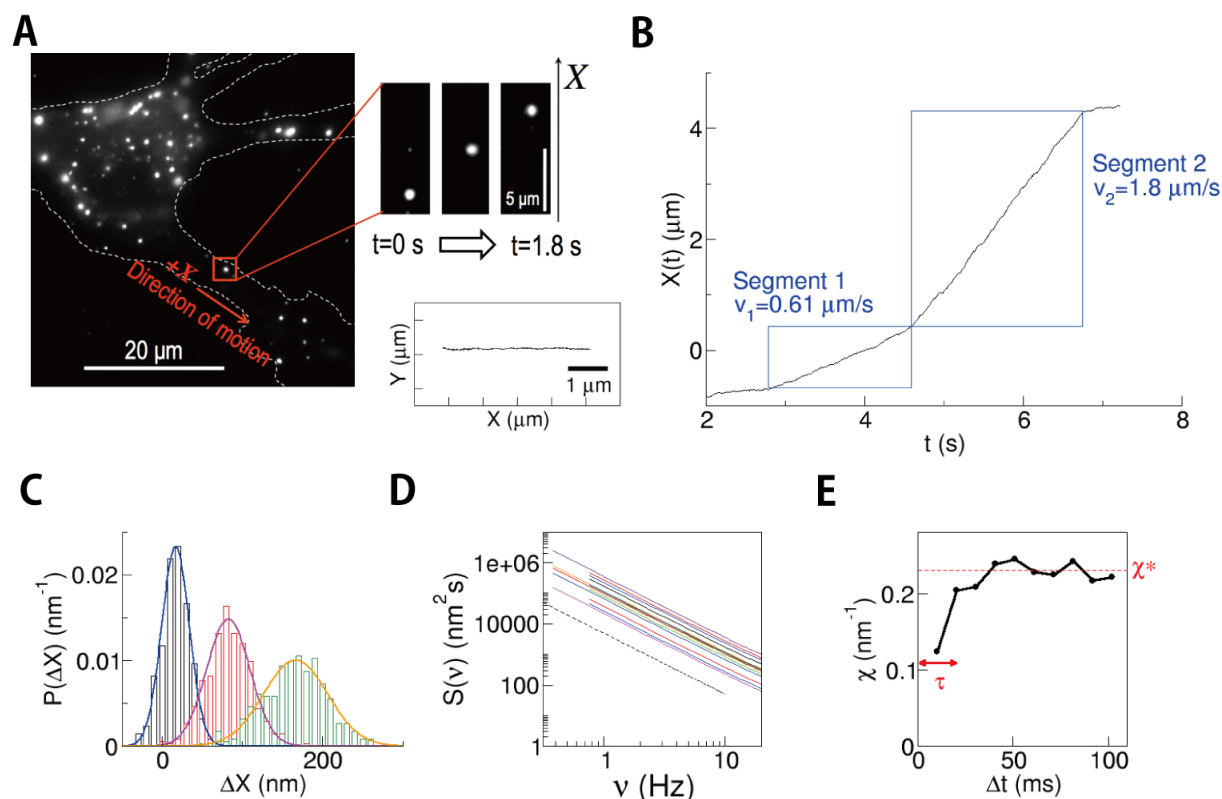 A
X
5 µm
t=0 s
t=1.8 s
+X
Direction of motion
20 µm
Y (µm)
1 µm
X (µm)
B
X(t) (µm)
4
2
0
Segment 2
v2=1.8 µm/s
Segment 1
v1=0.61 µm/s
2
4
6
8
t (s)
C
P(ΔX) (nm-1)
0.02
0.01
0
0
200
ΔX (nm)
D
S(ν) (nm2 s)
1e+06
10000
100
1
1
10
ν (Hz)
E
χ (nm-1)
0.2
0.1
0
χ*
τ
0
50
100
Δt (ms)